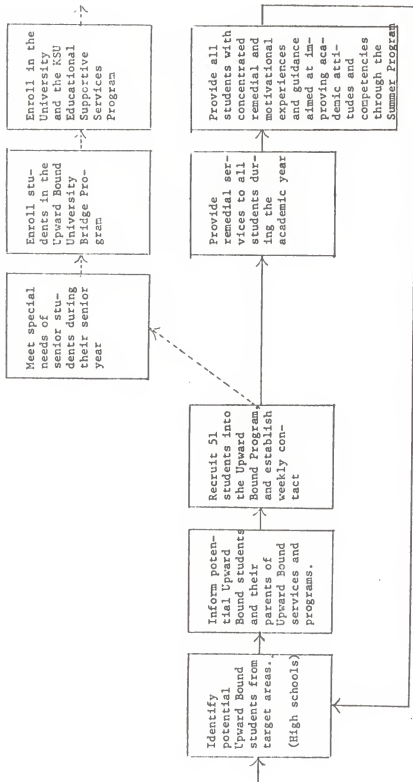 Identify
potential
Upward Bound
students from
target areas.
(High schools)
Inform poten-
tial Upward
Bound students
and their
parents of
Upward Bound
services and
programs.
Recruit 51
students into
the Upward
Bound Program
and establish
weekly con-
tact
Meet special
needs of
senior stu-
dents during
their senior
year
Enroll stu-
dents in the
Upward Bound
University
Bridge Pro-
gram
Enroll in the
University
and the KSU
Educational
Supportive
Services
Program
Provide
remedial ser-
vices to all
students dur-
ing the
academic year
Provide all
students with
concentrated
remedial and
motivational
experiences
and guidance
aimed at im-
proving aca-
demic atti-
tudes and
competencies
through the
Summer Program